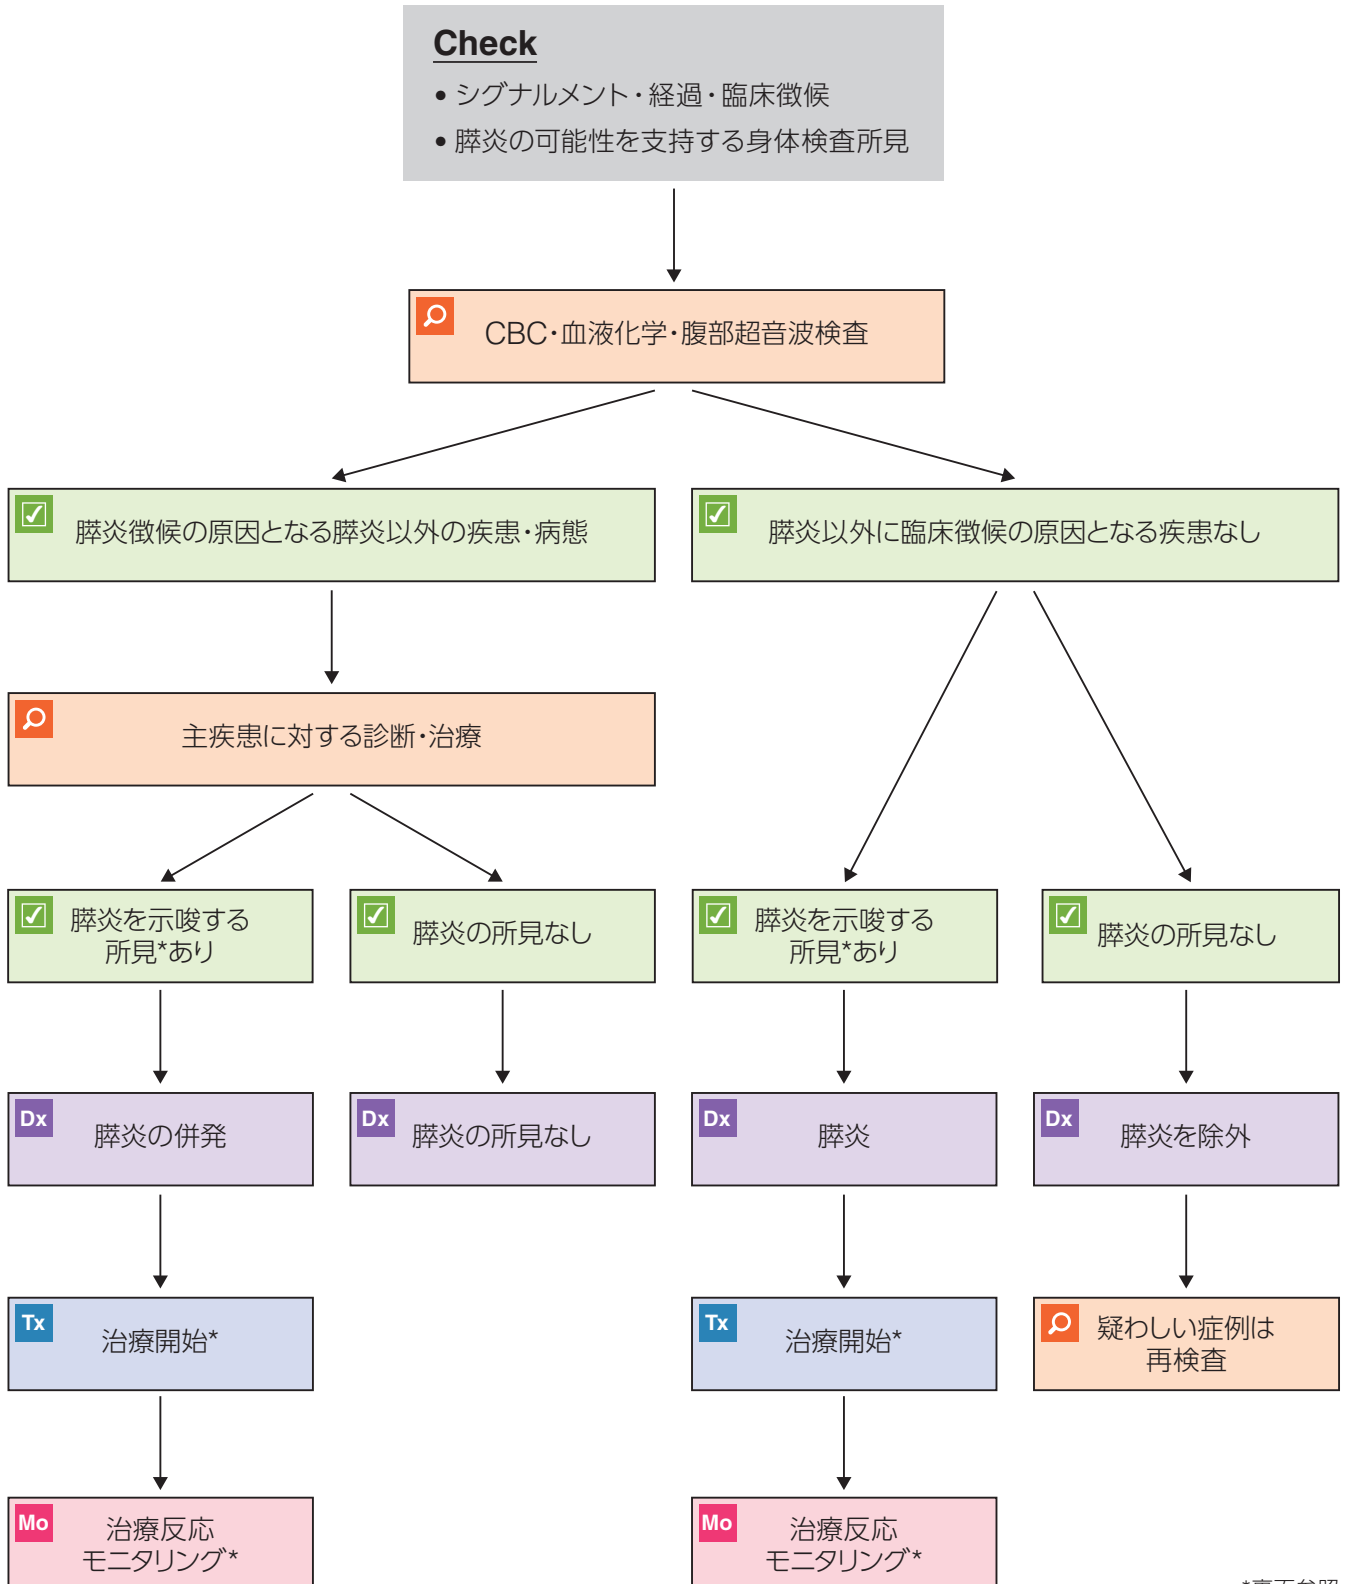 Check
• シグナルメント・経過・臨床徴候
• 膵炎の可能性を支持する身体検査所見
CBC・血液化学・腹部超音波検査
膵炎徴候の原因となる膵炎以外の疾患・病態
膵炎以外に臨床徴候の原因となる疾患なし
主疾患に対する診断・治療
膵炎を示唆する
所見*あり
膵炎の所見なし
膵炎を示唆する
所見*あり
膵炎の所見なし
Dx
膵炎の併発
Dx
膵炎の所見なし
Dx
膵炎
Dx
膵炎を除外
Tx
治療開始*
Tx
治療開始*
疑わしい症例は
再検査
Mo
治療反応
モニタリング*
Mo
治療反応
モニタリング*
*裏面参照